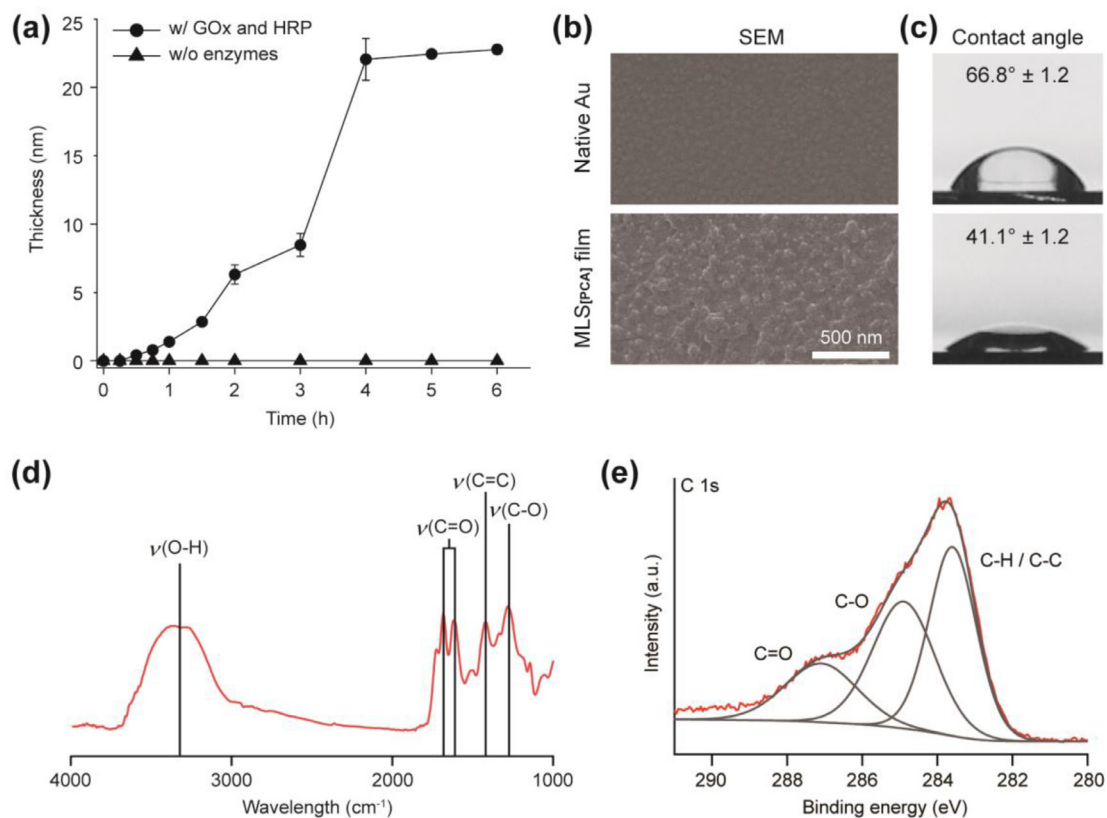 (a)
w/ GOx and HRP
w/o enzymes
Thickness (nm)
25
20
15
10
5
0
0 1 2 3 4 5 6
Time (h)
(b)
SEM
Native Au
MLS[PCA] film
500 nm
(c)
Contact angle
66.8° ± 1.2
41.1° ± 1.2
(d)
ν(O-H)
ν(C=O)
ν(C=C)
ν(C-O)
4000 3000 2000 1000
Wavelength (cm-1)
(e)
C 1s
Intensity (a.u.)
C=O
C-O
C-H / C-C
290 288 286 284 282 280
Binding energy (eV)